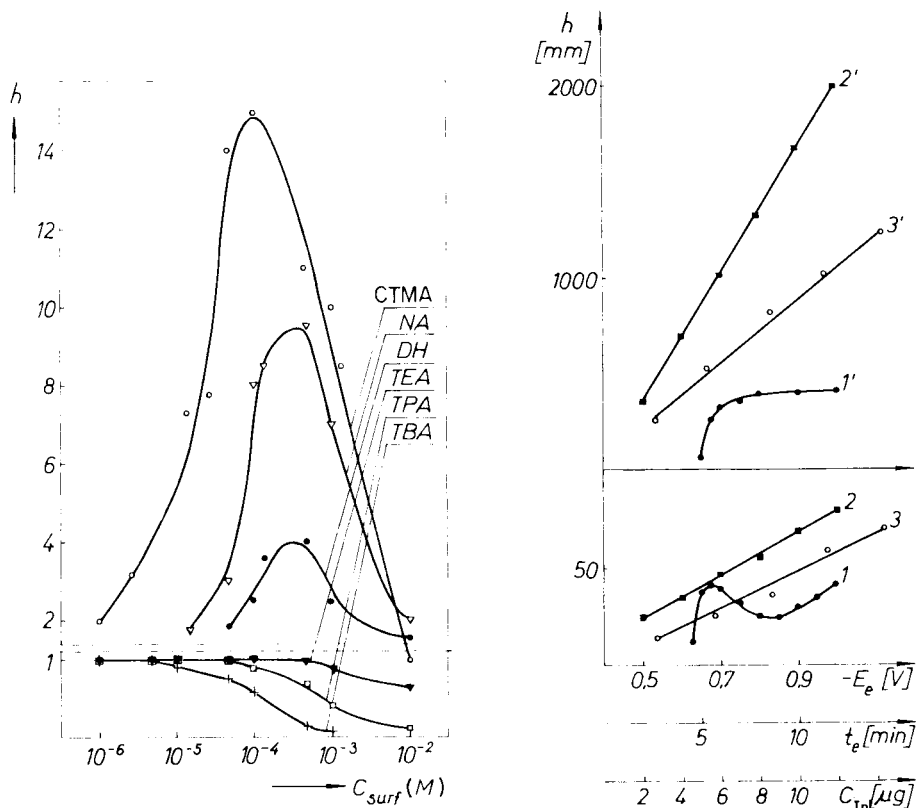 h
14
12
10
8
6
4
2
1
CTMA
NA
DH
TEA
TPA
TBA
10⁻⁶ 10⁻⁵ 10⁻⁴ 10⁻³ 10⁻²
C_surf (M)
h
[mm]
2000
1000
50
2'
3'
1'
2
3
1
0,5 0,7 0,9 -E_e [V]
5 10 t_e [min]
2 4 6 8 10 C_In [µg]